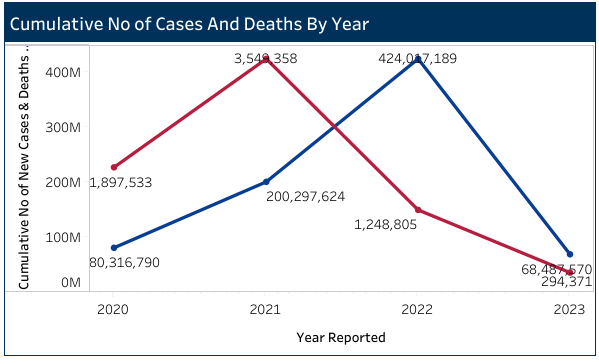 Cumulative No of Cases And Deaths By Year
Cumulative No of New Cases & Deaths ..
400M
300M
200M
100M
0M
3,549,358
424,017,189
1,897,533
200,297,624
1,248,805
80,316,790
68,487,570
294,371
2020 2021 2022 2023
Year Reported